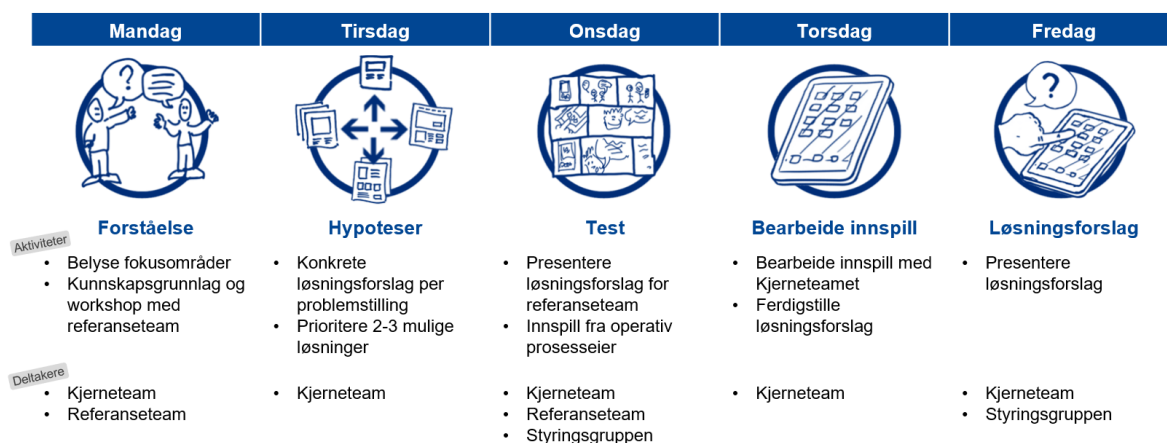 Mandag
Tirsdag
Onsdag
Torsdag
Fredag
?
?
Forståelse
Hypoteser
Test
Bearbeide innspill
Løsningsforslag
Aktiviteter
• Belyse fokusområder
• Kunnskapsgrunnlag og
workshop med
referanseteam
• Konkrete
løsningsforslag per
problemstilling
• Prioritere 2-3 mulige
løsninger
• Presentere
løsningsforslag for
referanseteam
• Innspill fra operativ
prosesseier
• Bearbeide innspill med
Kjerneteamet
• Ferdigstille
løsningsforslag
• Presentere
løsningsforslag
Deltakere
• Kjerneteam
• Referanseteam
• Kjerneteam
• Kjerneteam
• Referanseteam
• Styringsgruppen
• Kjerneteam
• Kjerneteam
• Styringsgruppen